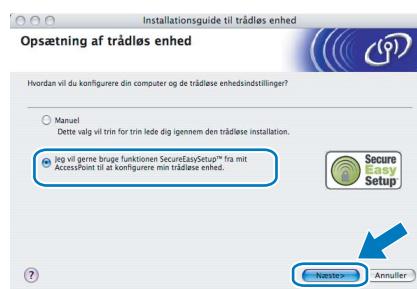 Installationsguide til trådløs enhed
Opsætning af trådløs enhed
Hvordan vil du konfigurere din computer og de trådløse enhedsindstillinger?
Manuel
Dette valg vil trin for trin lede dig igennem den trådløse installation.
Jeg vil gerne bruge funktionen SecureEasySetup™ fra mit
AccessPoint til at konfigurere min trådløse enhed.
Secure
Easy
Setup
?
Næste>
Annuller